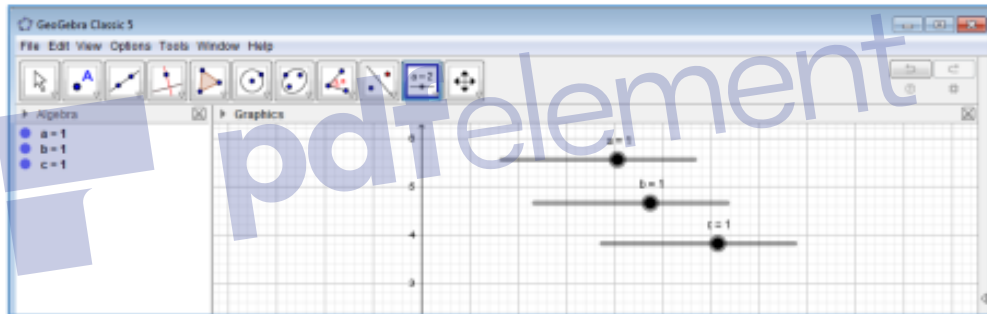 GeoGebra Classic 5
File Edit View Options Tools Window Help
A
a=2
Algebra
Graphics
a = 1
b = 1
c = 1
a = 1
b = 1
c = 1
6
5
4
3
pdfelement